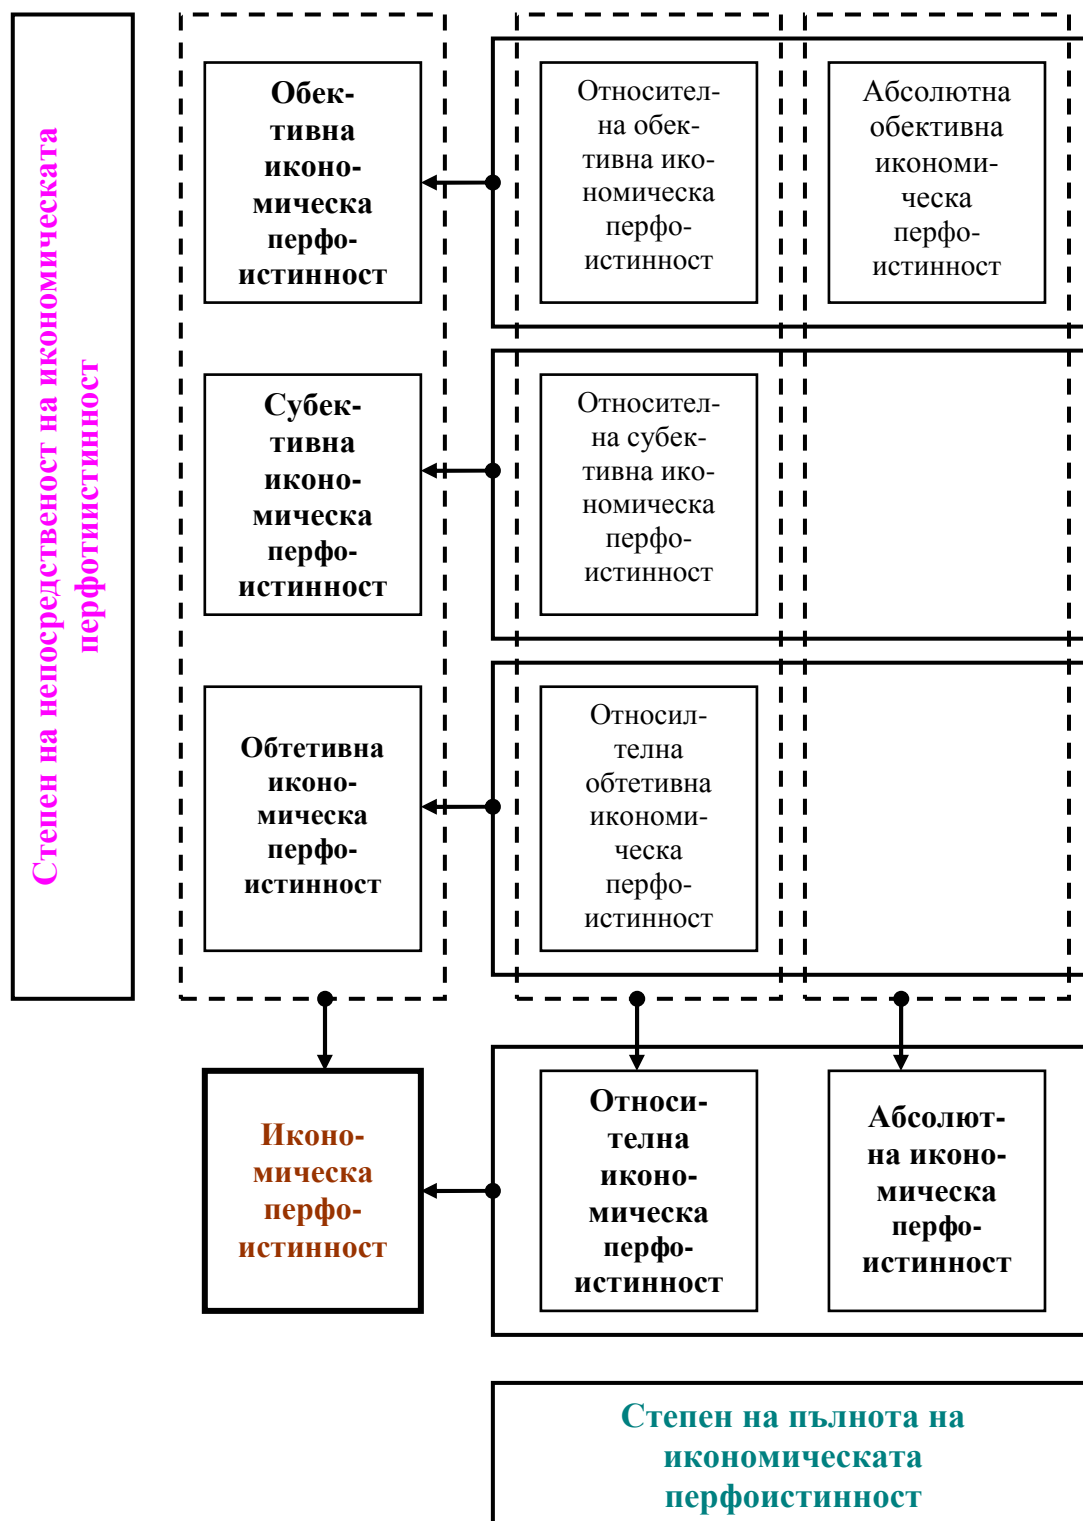 Степен на непосредственост на икономическата
перфотиистинност
Обек-
тивна
иконо-
мическа
перфо-
истинност
Относител-
на обек-
тивна ико-
номическа
перфо-
истинност
Абсолютна
обективна
икономи-
ческа
перфо-
истинност
Субек-
тивна
иконо-
мическа
перфо-
истинност
Относител-
на субек-
тивна ико-
номическа
перфо-
истинност
Обтетивна
иконо-
мическа
перфо-
истинност
Относил-
телна
обтетивна
икономи-
ческа
перфо-
истинност
Иконо-
мическа
перфо-
истинност
Относи-
телна
иконо-
мическа
перфо-
истинност
Абсолют-
на иконо-
мическа
перфо-
истинност
Степен на пълнота на
икономическата
перфоистинност